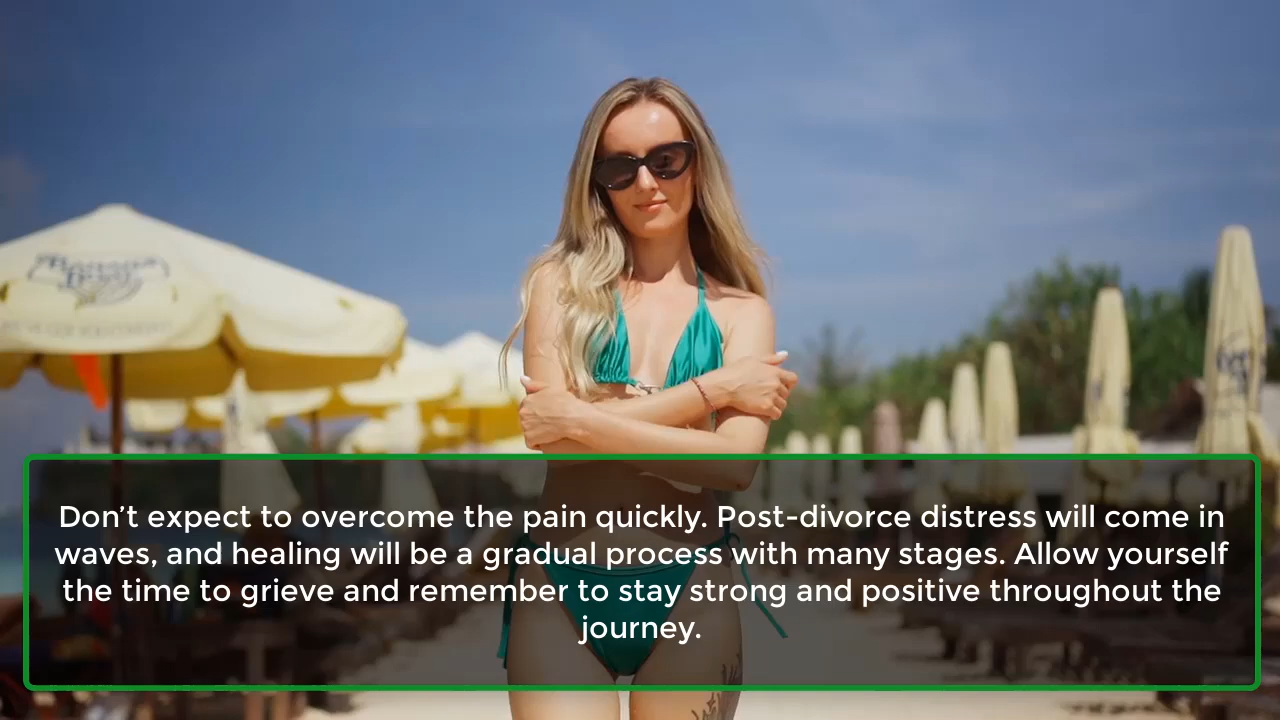 Don’t expect to overcome the pain quickly. Post-divorce distress will come in
waves, and healing will be a gradual process with many stages. Allow yourself
the time to grieve and remember to stay strong and positive throughout the
journey.